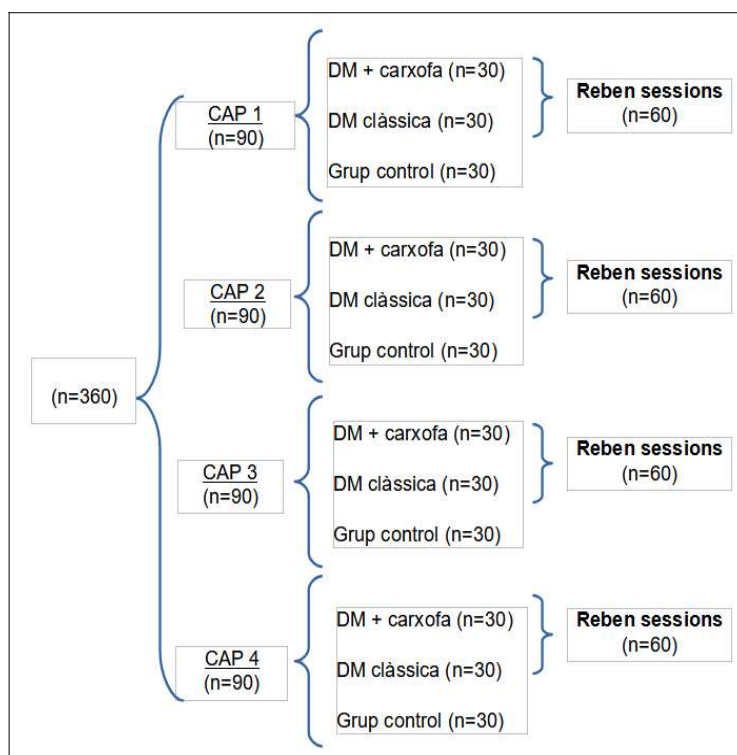 (n=360)
CAP 1
(n=90)
DM + carxofa (n=30)
DM clàssica (n=30)
Grup control (n=30)
Reben sessions
(n=60)
CAP 2
(n=90)
DM + carxofa (n=30)
DM clàssica (n=30)
Grup control (n=30)
Reben sessions
(n=60)
CAP 3
(n=90)
DM + carxofa (n=30)
DM clàssica (n=30)
Grup control (n=30)
Reben sessions
(n=60)
CAP 4
(n=90)
DM + carxofa (n=30)
DM clàssica (n=30)
Grup control (n=30)
Reben sessions
(n=60)